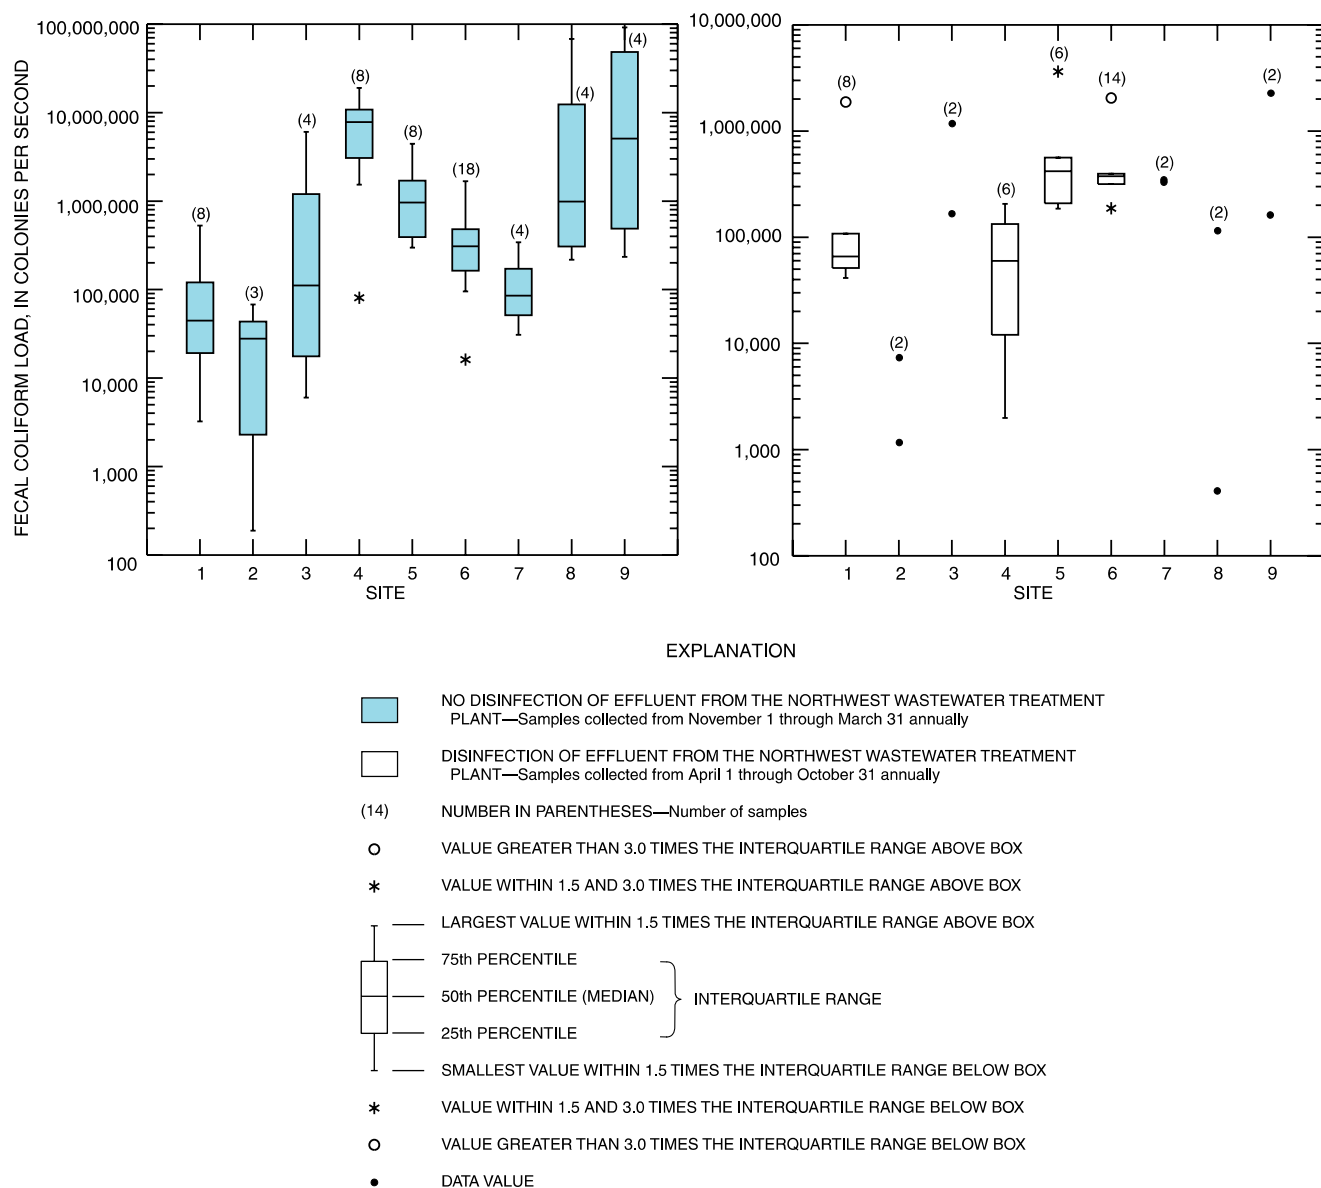 FECAL COLIFORM LOAD, IN COLONIES PER SECOND
100,000,000
10,000,000
1,000,000
100,000
10,000
1,000
100
(8)
(3)
(4)
(8)
(8)
(18)
(4)
(4)
(4)
1 2 3 4 5 6 7 8 9
SITE
10,000,000
1,000,000
100,000
10,000
1,000
100
(8)
(2)
(2)
(6)
(6)
(14)
(2)
(2)
(2)
1 2 3 4 5 6 7 8 9
SITE
EXPLANATION
NO DISINFECTION OF EFFLUENT FROM THE NORTHWEST WASTEWATER TREATMENT
PLANT—Samples collected from November 1 through March 31 annually
DISINFECTION OF EFFLUENT FROM THE NORTHWEST WASTEWATER TREATMENT
PLANT—Samples collected from April 1 through October 31 annually
(14) NUMBER IN PARENTHESES—Number of samples
VALUE GREATER THAN 3.0 TIMES THE INTERQUARTILE RANGE ABOVE BOX
VALUE WITHIN 1.5 AND 3.0 TIMES THE INTERQUARTILE RANGE ABOVE BOX
LARGEST VALUE WITHIN 1.5 TIMES THE INTERQUARTILE RANGE ABOVE BOX
75th PERCENTILE
50th PERCENTILE (MEDIAN) INTERQUARTILE RANGE
25th PERCENTILE
SMALLEST VALUE WITHIN 1.5 TIMES THE INTERQUARTILE RANGE BELOW BOX
VALUE WITHIN 1.5 AND 3.0 TIMES THE INTERQUARTILE RANGE BELOW BOX
VALUE GREATER THAN 3.0 TIMES THE INTERQUARTILE RANGE BELOW BOX
DATA VALUE